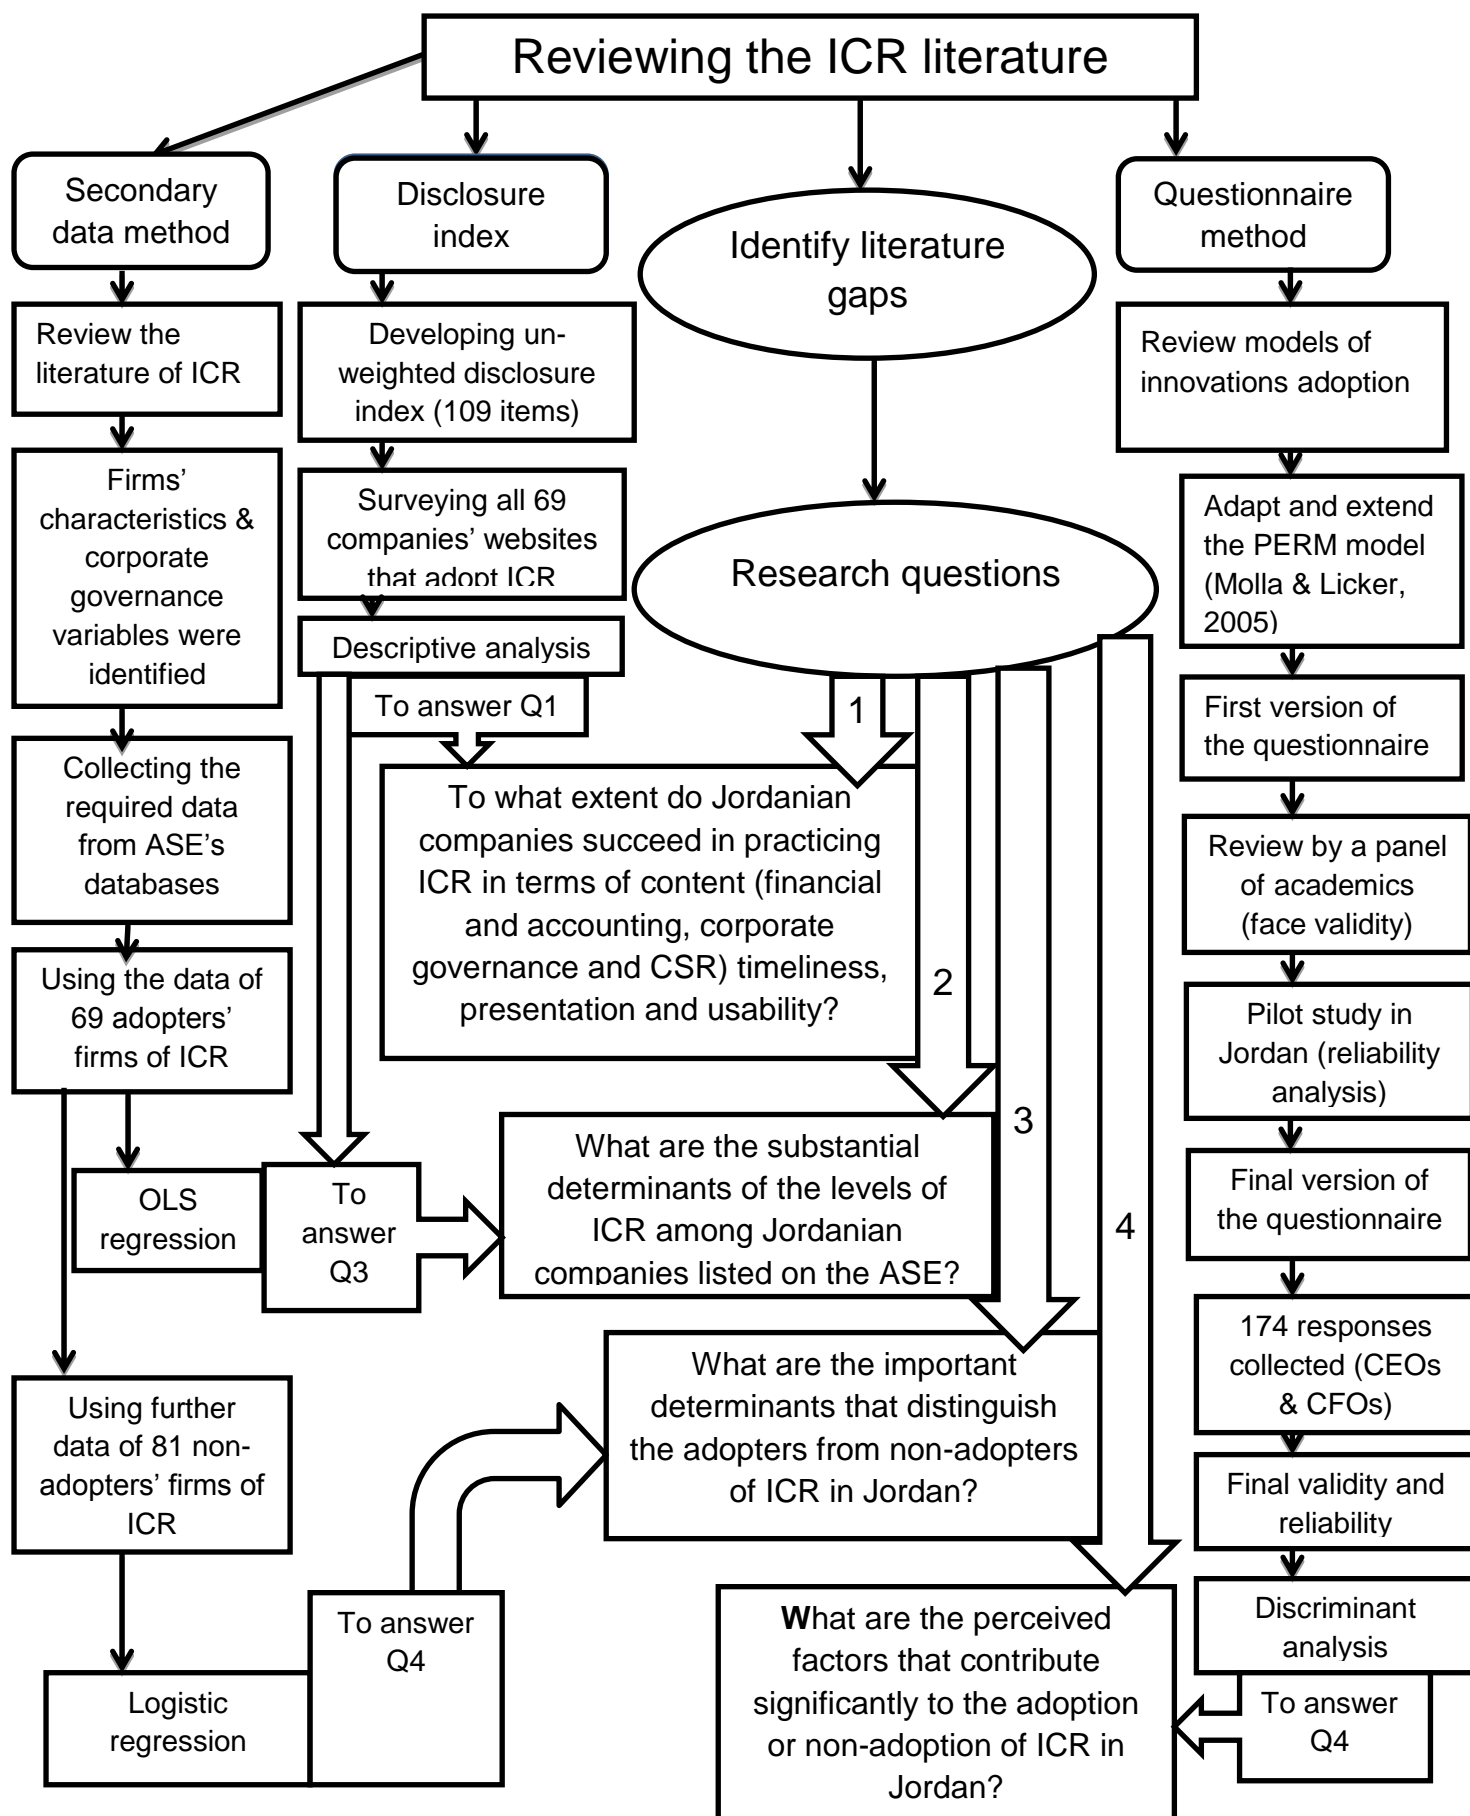 Reviewing the ICR literature
Secondary
data method
Review the
literature of ICR
Firms’
characteristics &
corporate
governance
variables were
identified
Collecting the
required data
from ASE’s
databases
Using the data of
69 adopters’
firms of ICR
OLS
regression
Using further
data of 81 non-
adopters’ firms of
ICR
Logistic
regression
Disclosure
index
Developing un-
weighted disclosure
index (109 items)
Surveying all 69
companies’ websites
that adopt ICR
Descriptive analysis
To answer Q1
To
answer
Q3
To answer
Q4
Identify literature
gaps
Research questions
1
To what extent do Jordanian
companies succeed in practicing
ICR in terms of content (financial
and accounting, corporate
governance and CSR) timeliness,
presentation and usability?
2
What are the substantial
determinants of the levels of
ICR among Jordanian
companies listed on the ASE?
3
What are the important
determinants that distinguish
the adopters from non-adopters
of ICR in Jordan?
4
What are the perceived
factors that contribute
significantly to the adoption
or non-adoption of ICR in
Jordan?
Questionnaire
method
Review models of
innovations adoption
Adapt and extend
the PERM model
(Molla & Licker,
2005)
First version of
the questionnaire
Review by a panel
of academics
(face validity)
Pilot study in
Jordan (reliability
analysis)
Final version of
the questionnaire
174 responses
collected (CEOs
& CFOs)
Final validity and
reliability
Discriminant
analysis
To answer
Q4